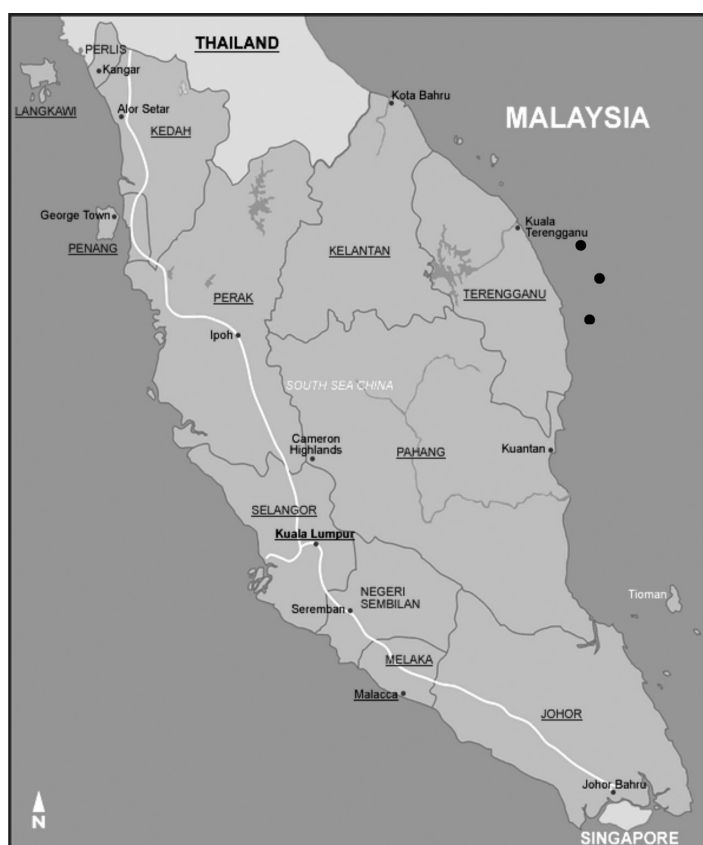 THAILAND
PERLIS
Kangar
LANGKAWI
Alor Setar
KEDAH
Kota Bahru
MALAYSIA
George Town
PENANG
Kuala
Terengganu
KELANTAN
TERENGGANU
PERAK
Ipoh
SOUTH SEA CHINA
Cameron
Highlands
PAHANG
Kuantan
SELANGOR
Kuala Lumpur
Tioman
NEGERI
SEMBILAN
Seremban
MELAKA
Malacca
JOHOR
Johor Bahru
N
SINGAPORE